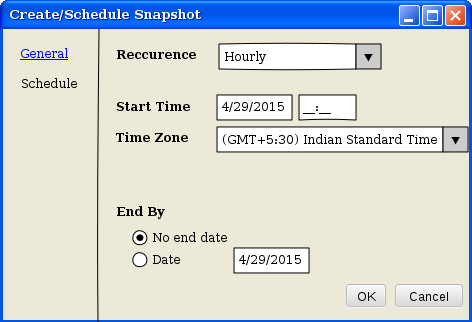 Create/Schedule Snapshot
General
Schedule
Reccurence Hourly
Start Time 4/29/2015 __:__
Time Zone (GMT+5:30) Indian Standard Time
End By
No end date
Date 4/29/2015
OK Cancel